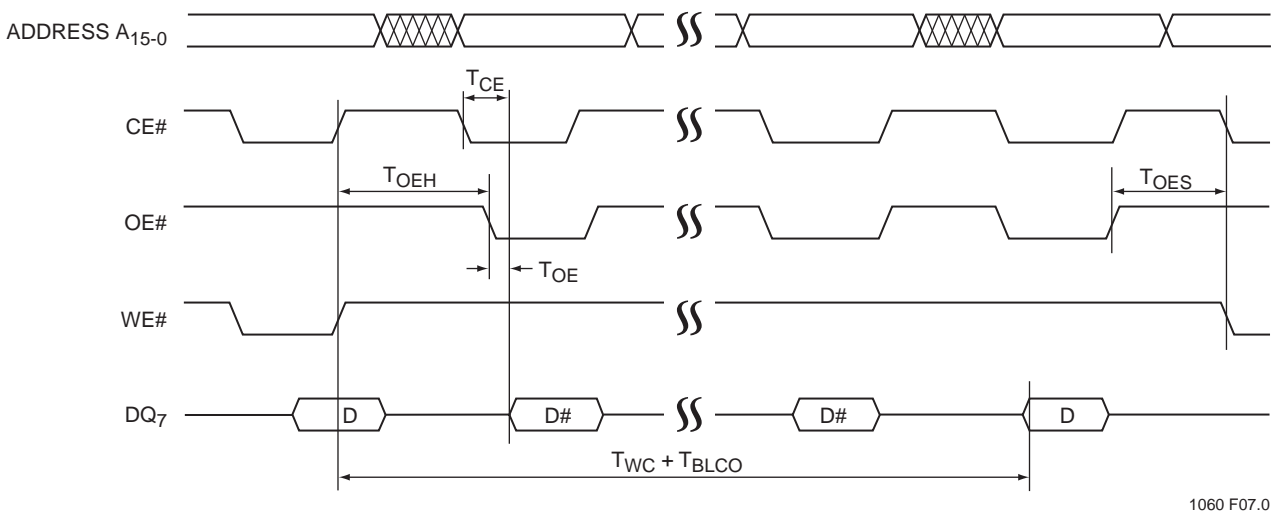 ADDRESS A15-0
TCE
CE#
TOEH
TOES
OE#
TOE
WE#
DQ7
D
D#
D#
D
TWC + TBLCO
1060 F07.0